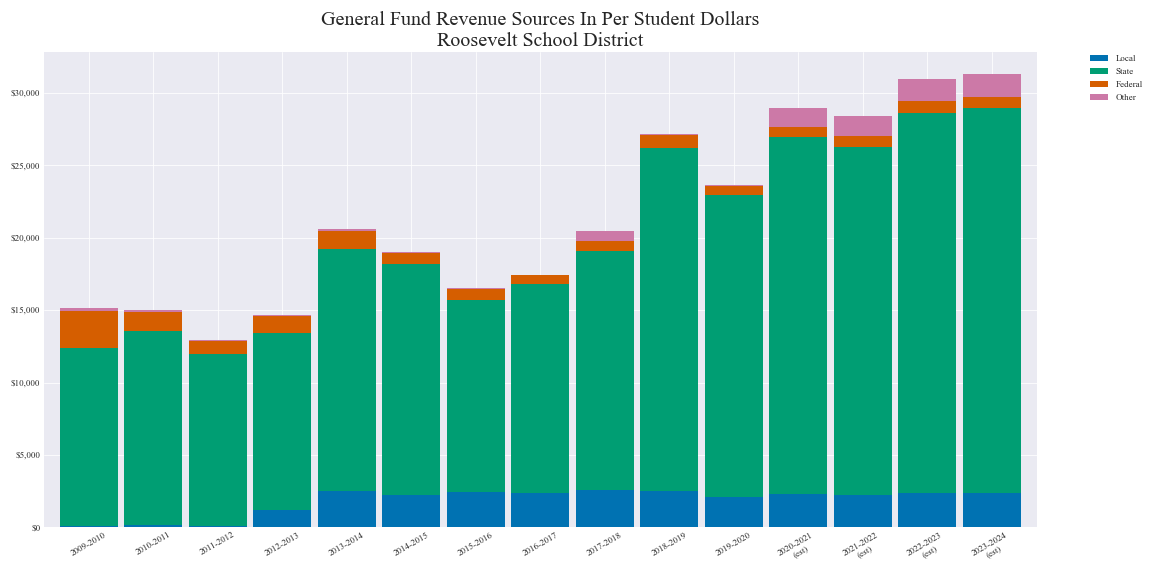 General Fund Revenue Sources In Per Student Dollars
Roosevelt School District
Local
State
Federal
Other
$30,000
$25,000
$20,000
$15,000
$10,000
$5,000
$0
2009-2010
2010-2011
2011-2012
2012-2013
2013-2014
2014-2015
2015-2016
2016-2017
2017-2018
2018-2019
2019-2020
2020-2021
(est)
2021-2022
(est)
2022-2023
(est)
2023-2024
(est)